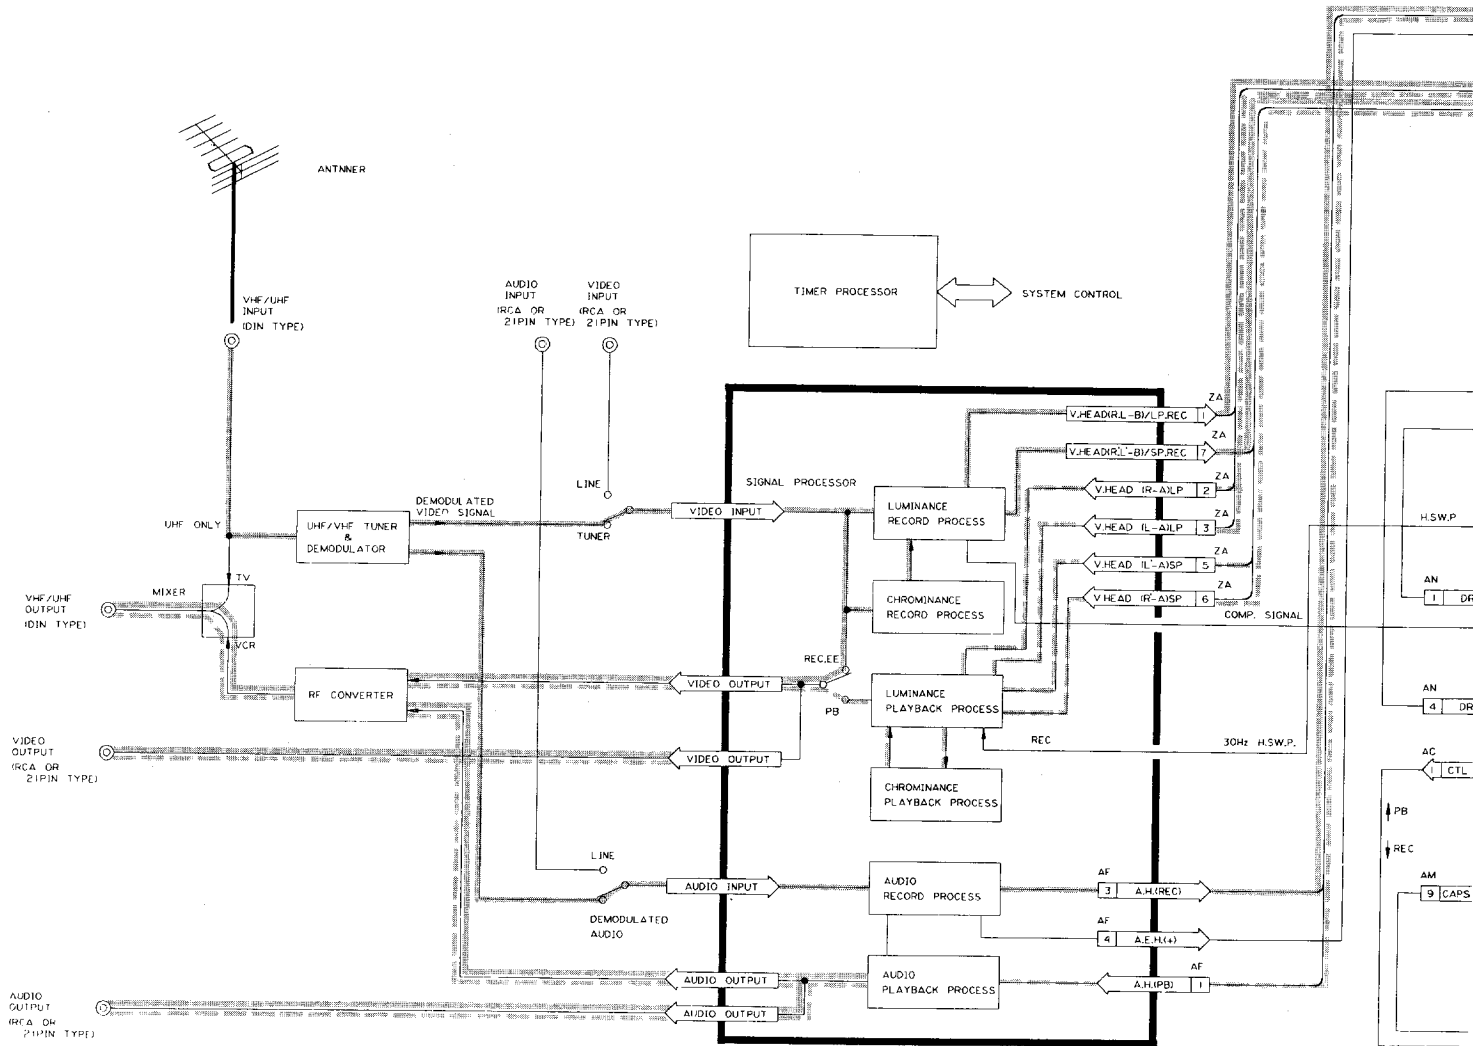 ANTNNER
VHF/UHF
INPUT
(DIN TYPE)
AUDIO
INPUT
(RCA OR
21PIN TYPE)
VIDEO
INPUT
(RCA OR
21PIN TYPE)
TIMER PROCESSOR
SYSTEM CONTROL
ZA
V.HEAD(R.L-B)/LP.REC 1
ZA
V.HEAD(R'.L'-B)/SP.REC 7
ZA
V.HEAD (R-A)LP 2
ZA
V.HEAD (L-A)LP 3
ZA
V.HEAD (L'-A)SP 5
ZA
V.HEAD (R'-A)SP 6
LINE
TUNER
DEMODULATED
VIDEO SIGNAL
VIDEO INPUT
SIGNAL PROCESSOR
LUMINANCE
RECORD PROCESS
UHF ONLY
UHF/VHF TUNER
&
DEMODULATOR
H.SW.P
TV
MIXER
VCR
VHF/UHF
OUTPUT
(DIN TYPE)
CHROMINANCE
RECORD PROCESS
COMP. SIGNAL
AN
1 DR
REC,EE
PB
RF CONVERTER
VIDEO OUTPUT
LUMINANCE
PLAYBACK PROCESS
AN
4 DR
REC
30Hz H.SW.P.
VIDEO
OUTPUT
(RCA OR
21PIN TYPE)
VIDEO OUTPUT
CHROMINANCE
PLAYBACK PROCESS
AC
1 CTL
PB
REC
LINE
AUDIO INPUT
AUDIO
RECORD PROCESS
AF
3 A.H.(REC)
AM
9 CAPS
DEMODULATED
AUDIO
AF
4 A.E.H.(+)
AUDIO OUTPUT
AUDIO
PLAYBACK PROCESS
AF
A.H.(PB) 1
AUDIO
OUTPUT
(RCA OR
21PIN TYPE)
AUDIO OUTPUT